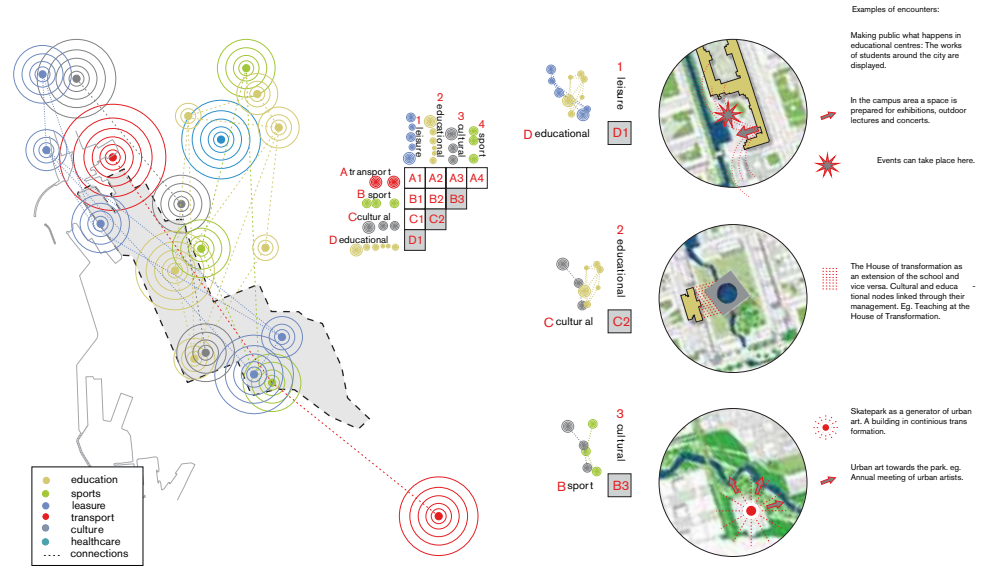 Examples of encounters:
Making public what happens in
educational centres: The works
of students around the city are
displayed.
In the campus area a space is
prepared for exhibitions, outdoor
lectures and concerts.
Events can take place here.
1
leisure
D educational
D1
2
educational
C cultur al
C2
The House of transformation as
an extension of the school and
vice versa. Cultural and educa -
tional nodes linked through their
management. Eg. Teaching at the
House of Transformation.
3
cultural
B sport
B3
Skatepark as a generator of urban
art. A building in continious trans
formation.
Urban art towards the park. eg.
Annual meeting of urban artists.
1
leisure
2
educational
3
cultural
4
sport
A transport
A1 A2 A3 A4
B sport
B1 B2 B3
C cultur al
C1 C2
D educational
D1
education
sports
leasure
transport
culture
healthcare
connections